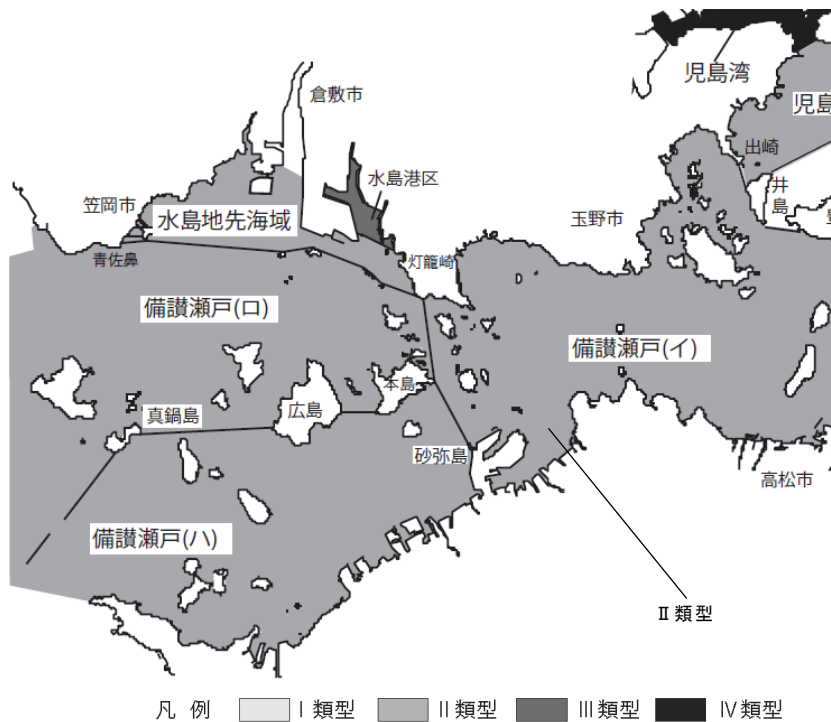 児島湾
倉敷市
児島
出崎
水島港区
井島
笠岡市
水島地先海域
玉野市
青佐鼻
灯籠崎
備讃瀬戸(ロ)
備讃瀬戸(イ)
本島
真鍋島
広島
砂弥島
高松市
備讃瀬戸(ハ)
Ⅱ類型
凡 例 Ⅰ類型 Ⅱ類型 Ⅲ類型 Ⅳ類型